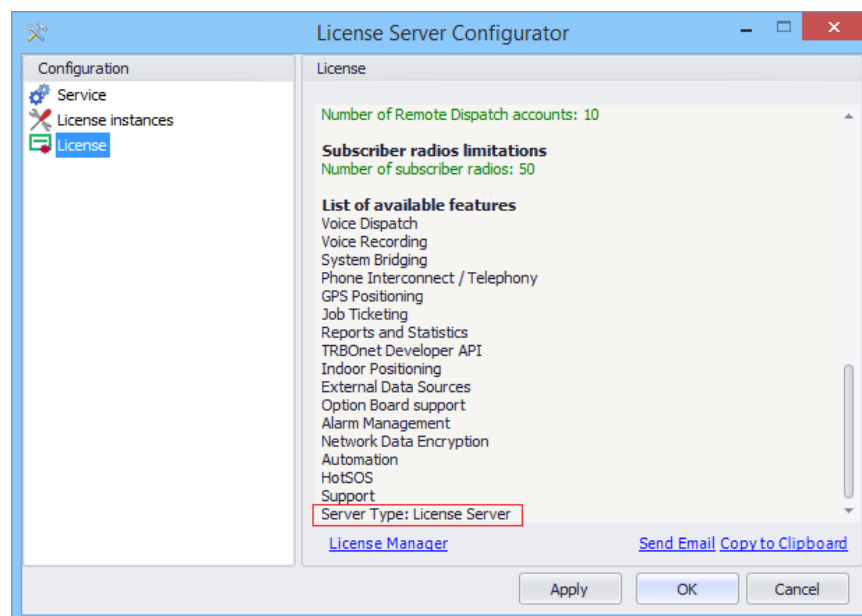 License Server Configurator
Configuration
Service
License instances
License
License
Number of Remote Dispatch accounts: 10
Subscriber radios limitations
Number of subscriber radios: 50
List of available features
Voice Dispatch
Voice Recording
System Bridging
Phone Interconnect / Telephony
GPS Positioning
Job Ticketing
Reports and Statistics
TRBOnet Developer API
Indoor Positioning
External Data Sources
Option Board support
Alarm Management
Network Data Encryption
Automation
HotSOS
Support
Server Type: License Server
License Manager Send Email Copy to Clipboard
Apply OK Cancel